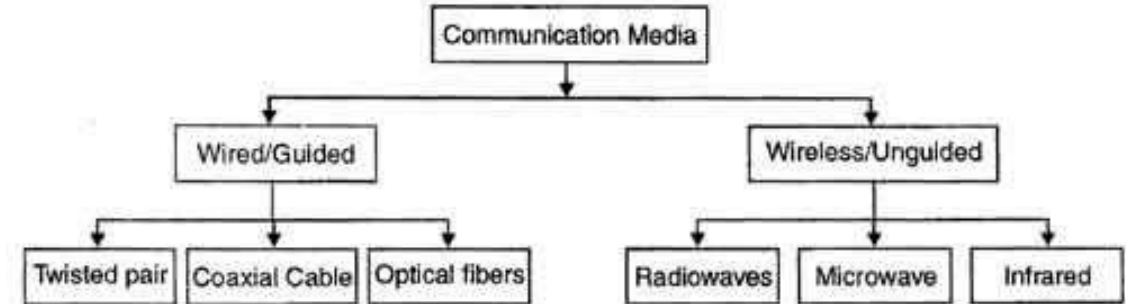 Communication Media
Wired/Guided
Wireless/Unguided
Twisted pair
Coaxial Cable
Optical fibers
Radiowaves
Microwave
Infrared